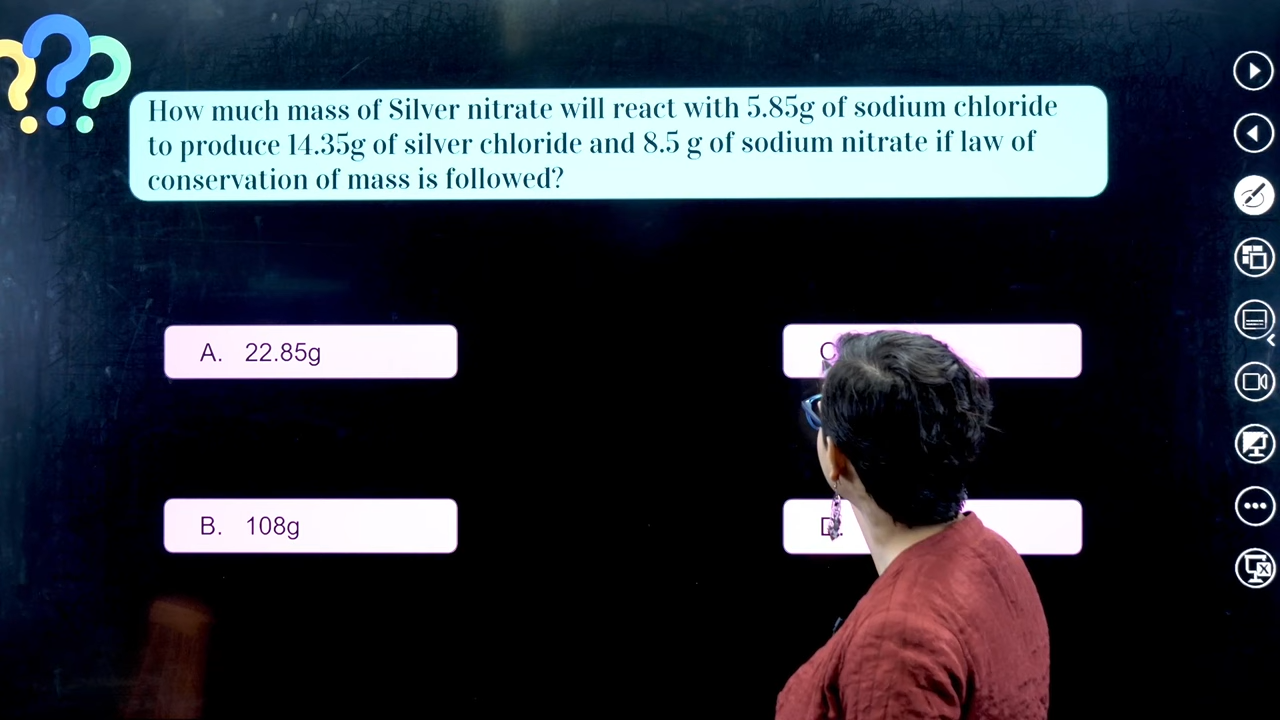 How much mass of Silver nitrate will react with 5.85g of sodium chloride
to produce 14.35g of silver chloride and 8.5 g of sodium nitrate if law of
conservation of mass is followed?
A. 22.85g
C
B. 108g
D.